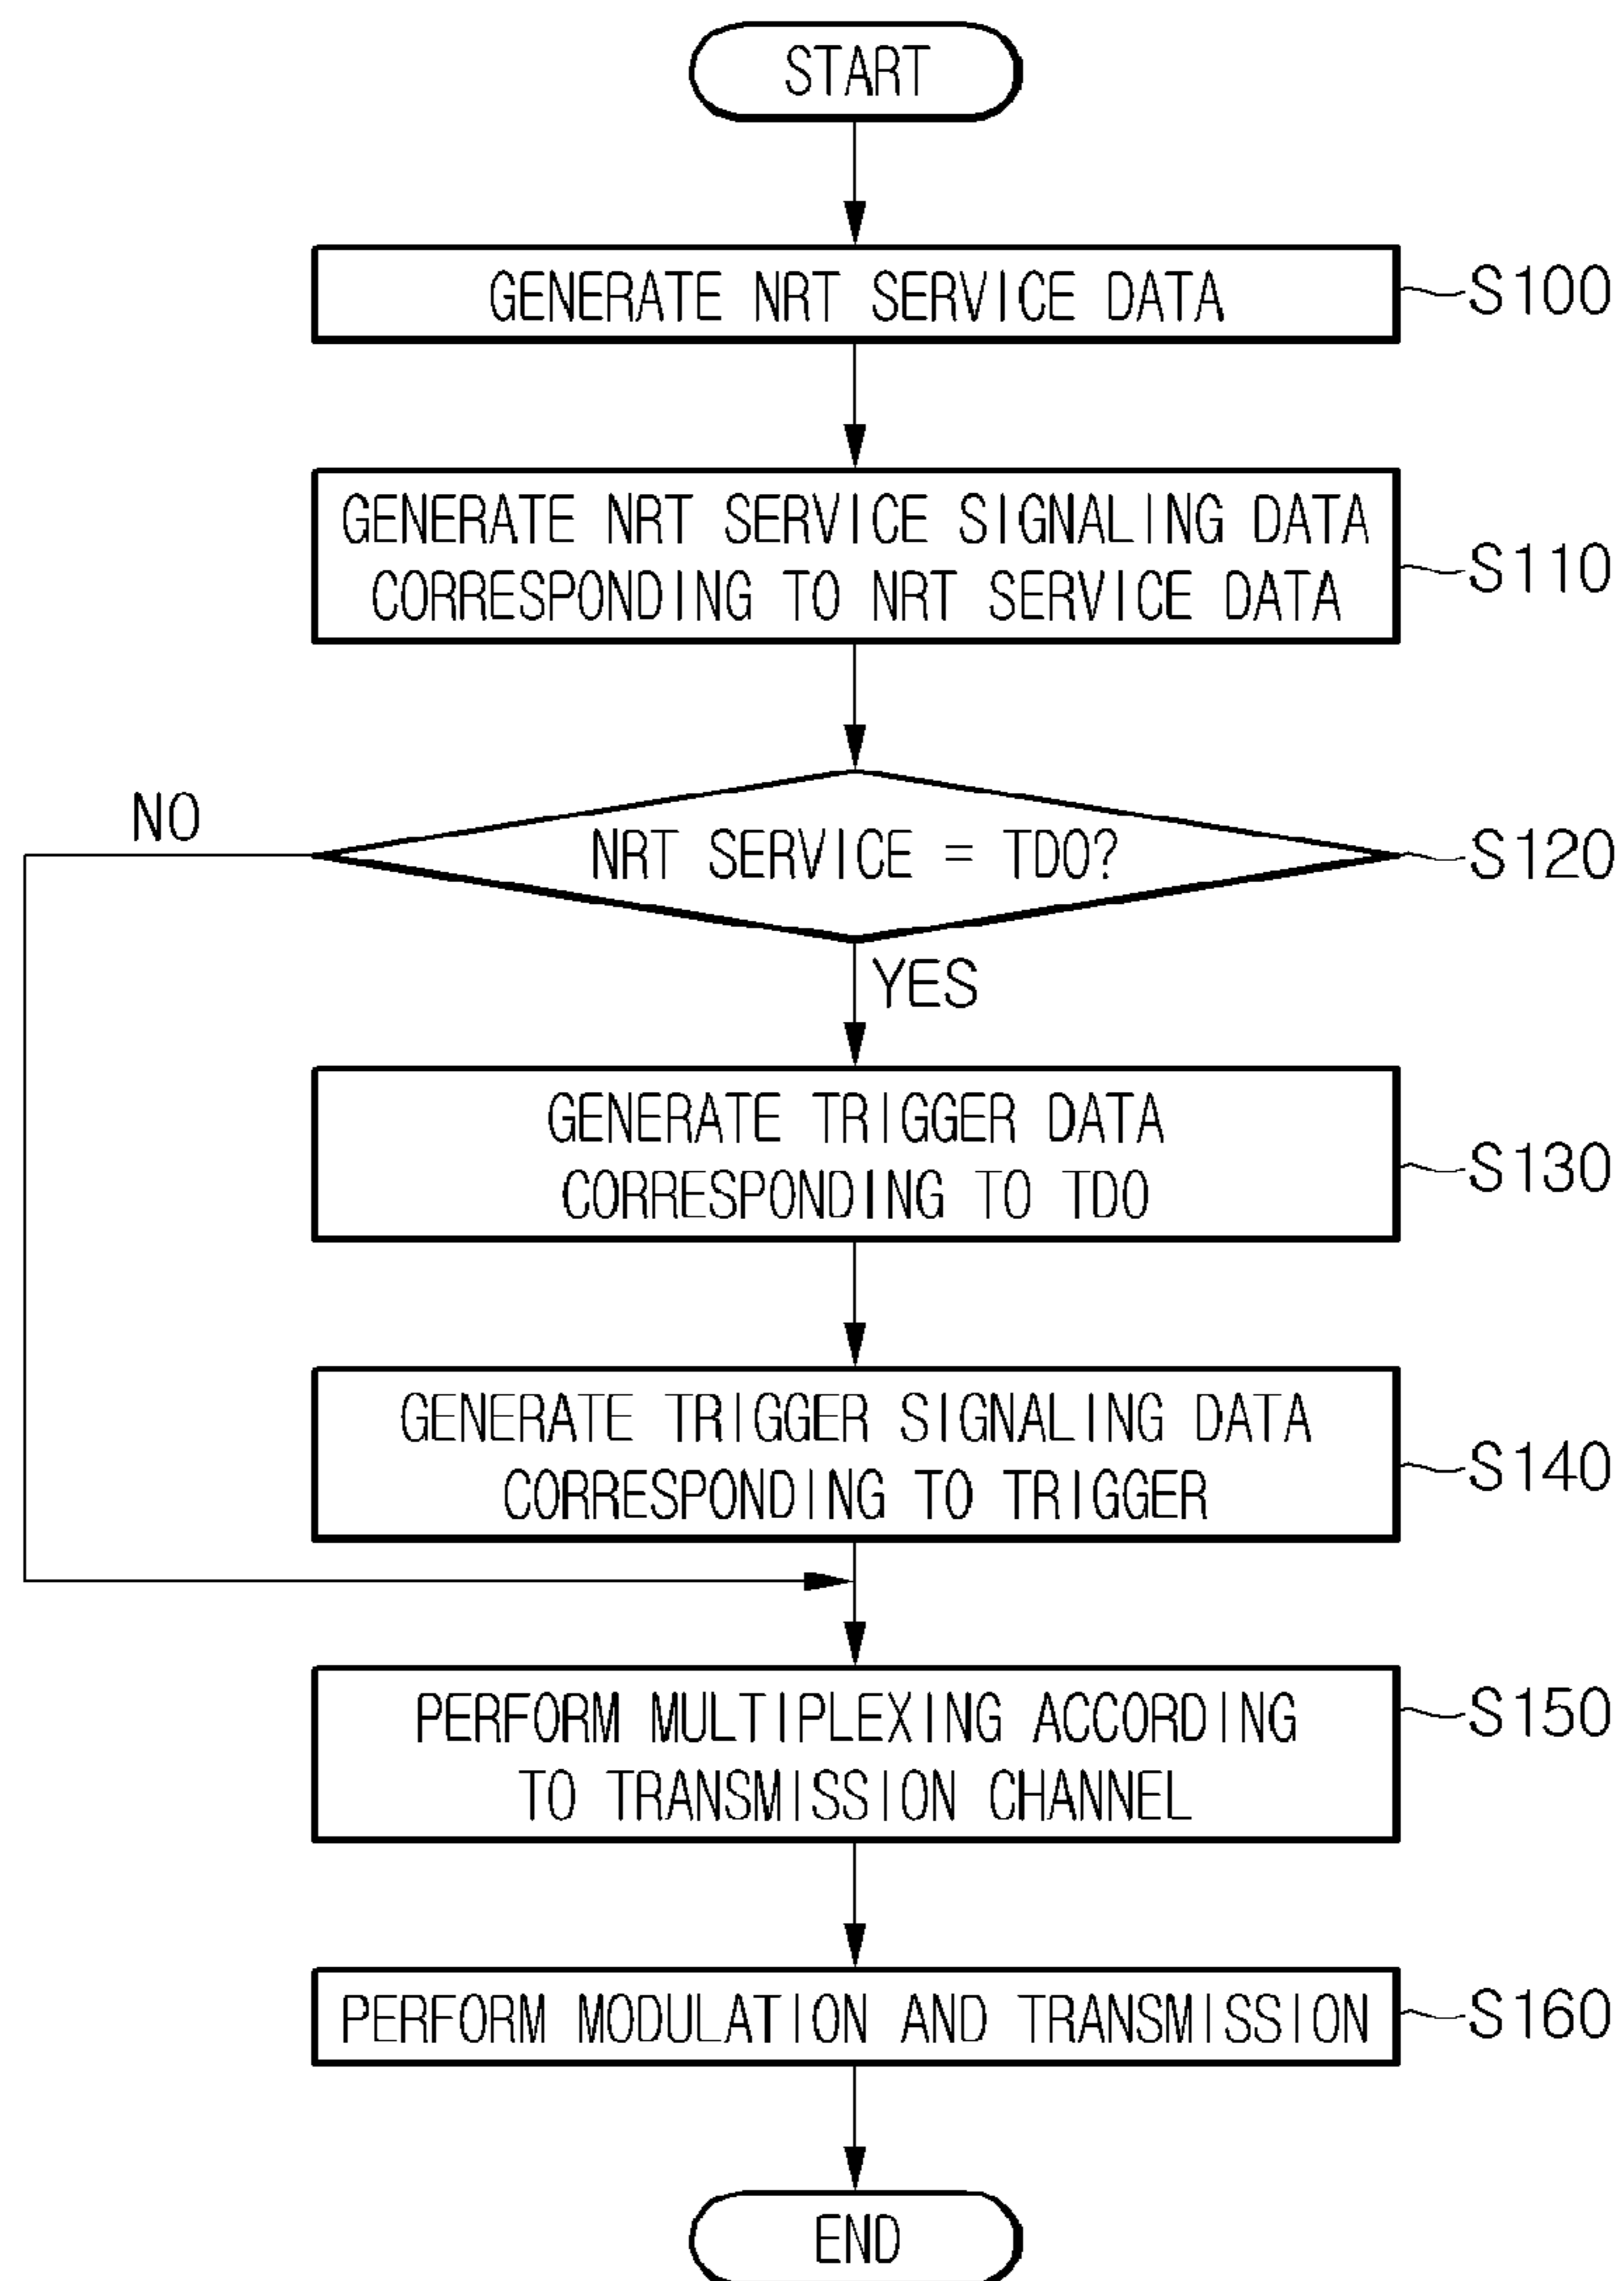 START
GENERATE NRT SERVICE DATA
S100
GENERATE NRT SERVICE SIGNALING DATA
CORRESPONDING TO NRT SERVICE DATA
S110
NO
NRT SERVICE = TDO?
S120
YES
GENERATE TRIGGER DATA
CORRESPONDING TO TDO
S130
GENERATE TRIGGER SIGNALING DATA
CORRESPONDING TO TRIGGER
S140
PERFORM MULTIPLEXING ACCORDING
TO TRANSMISSION CHANNEL
S150
PERFORM MODULATION AND TRANSMISSION
S160
END